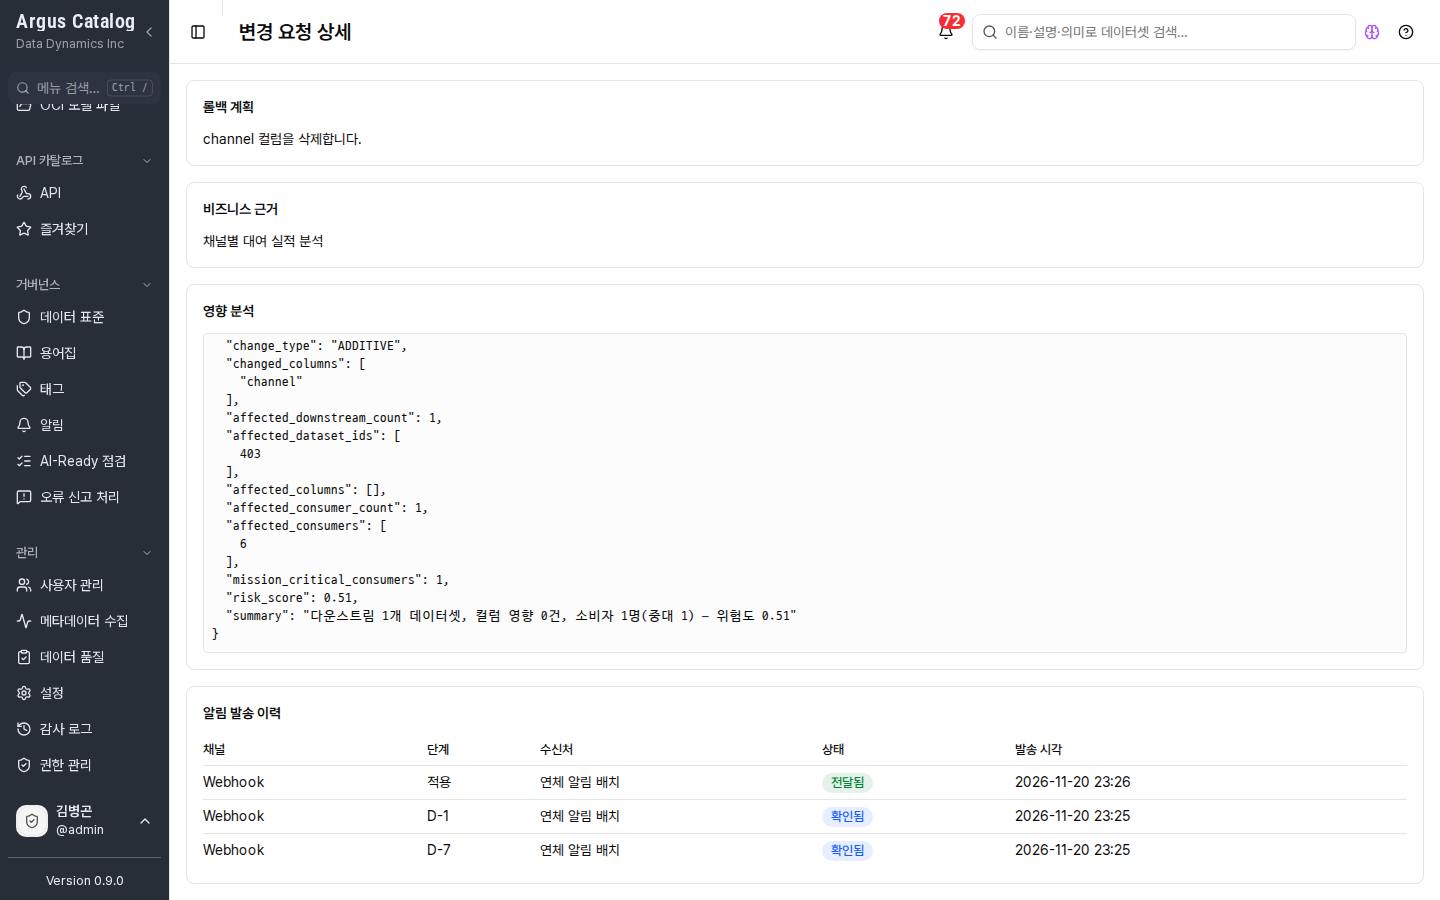 Argus Catalog
Data Dynamics Inc
메뉴 검색... Ctrl /
OCI 모델 파일
API 카탈로그
API
즐겨찾기
거버넌스
데이터 표준
용어집
태그
알림
AI-Ready 점검
오류 신고 처리
관리
사용자 관리
메타데이터 수집
데이터 품질
설정
감사 로그
권한 관리
김병곤
@admin
Version 0.9.0
변경 요청 상세
72
이름·설명·의미로 데이터셋 검색...
롤백 계획
channel 컬럼을 삭제합니다.
비즈니스 근거
채널별 대여 실적 분석
영향 분석
"change_type": "ADDITIVE",
"changed_columns": [
"channel"
],
"affected_downstream_count": 1,
"affected_dataset_ids": [
403
],
"affected_columns": [],
"affected_consumer_count": 1,
"affected_consumers": [
6
],
"mission_critical_consumers": 1,
"risk_score": 0.51,
"summary": "다운스트림 1개 데이터셋, 컬럼 영향 0건, 소비자 1명(중대 1) — 위험도 0.51"
}
알림 발송 이력
채널 단계 수신처 상태 발송 시각
Webhook 적용 연체 알림 배치 전달됨 2026-11-20 23:26
Webhook D-1 연체 알림 배치 확인됨 2026-11-20 23:25
Webhook D-7 연체 알림 배치 확인됨 2026-11-20 23:25